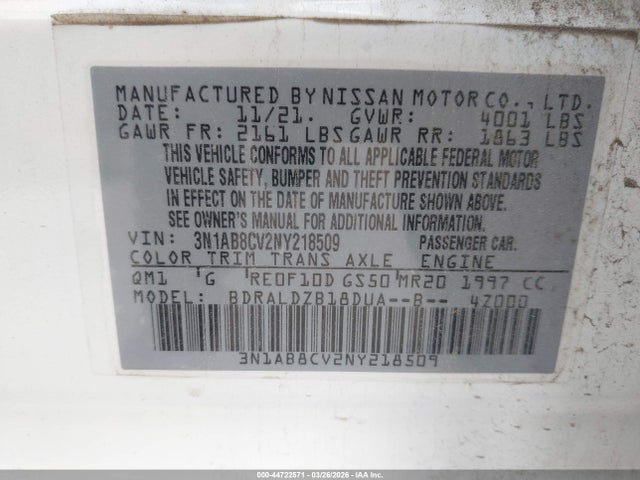 MANUFACTURED BY NISSAN MOTOR CO., LTD.
DATE: 11/21. GVWR: 4001 LBS
GAWR FR: 2161 LBS GAWR RR: 1863 LBS
THIS VEHICLE CONFORMS TO ALL APPLICABLE FEDERAL MOTOR
VEHICLE SAFETY, BUMPER AND THEFT PREVENTION STANDARDS
IN EFFECT ON THE DATE OF MANUFACTURE SHOWN ABOVE.
SEE OWNER'S MANUAL FOR ADDITIONAL INFORMATION.
VIN: 3N1AB8CV2NY218509 PASSENGER CAR.
COLOR TRIM TRANS AXLE ENGINE
QM1 G RE0F10D GS50 MR20 1997 CC
MODEL: BDRALDZB18DUA--B-- 4Z000
3N1AB8CV2NY218509
000-44722571 | 03/26/2026 | IAAI, Inc.